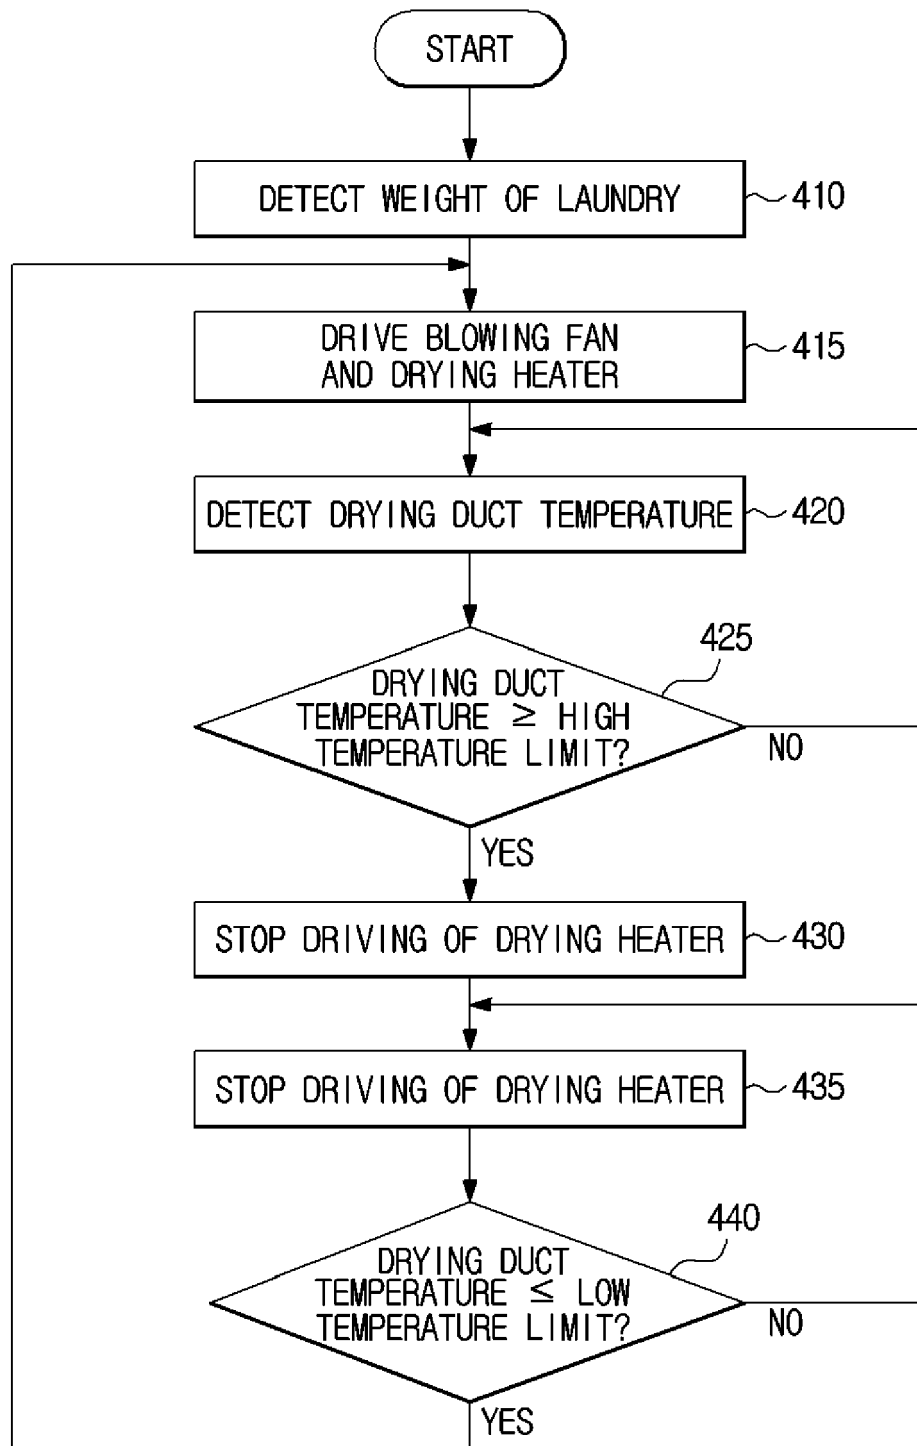 START
DETECT WEIGHT OF LAUNDRY
410
DRIVE BLOWING FAN
AND DRYING HEATER
415
DETECT DRYING DUCT TEMPERATURE
420
425
DRYING DUCT
TEMPERATURE ≥ HIGH
TEMPERATURE LIMIT?
NO
YES
STOP DRIVING OF DRYING HEATER
430
STOP DRIVING OF DRYING HEATER
435
440
DRYING DUCT
TEMPERATURE ≤ LOW
TEMPERATURE LIMIT?
NO
YES